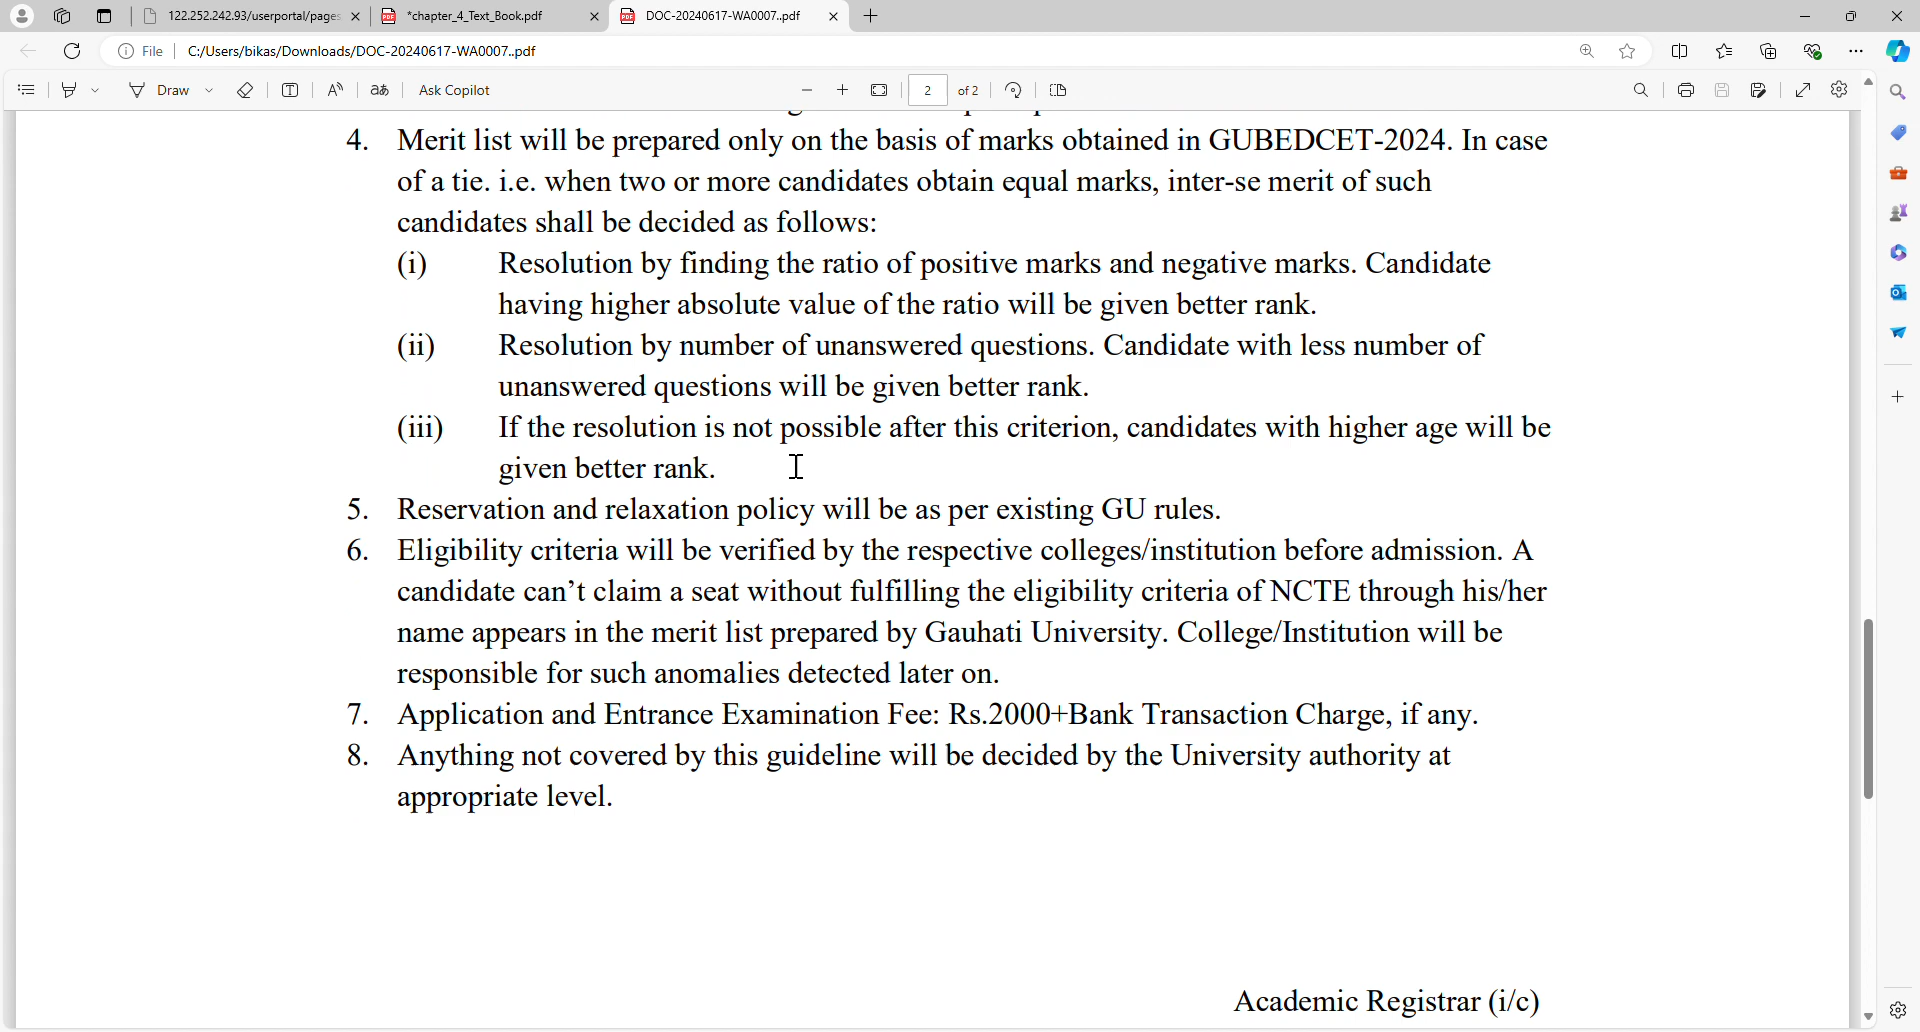 122.252.242.93/userportal/pages
*chapter_4_Text_Book.pdf
DOC-20240617-WA0007..pdf
File
C:/Users/bikas/Downloads/DOC-20240617-WA0007..pdf
Draw
Ask Copilot
2 of 2
4. Merit list will be prepared only on the basis of marks obtained in GUBEDCET-2024. In case
of a tie. i.e. when two or more candidates obtain equal marks, inter-se merit of such
candidates shall be decided as follows:
(i) Resolution by finding the ratio of positive marks and negative marks. Candidate
having higher absolute value of the ratio will be given better rank.
(ii) Resolution by number of unanswered questions. Candidate with less number of
unanswered questions will be given better rank.
(iii) If the resolution is not possible after this criterion, candidates with higher age will be
given better rank.
5. Reservation and relaxation policy will be as per existing GU rules.
6. Eligibility criteria will be verified by the respective colleges/institution before admission. A
candidate can’t claim a seat without fulfilling the eligibility criteria of NCTE through his/her
name appears in the merit list prepared by Gauhati University. College/Institution will be
responsible for such anomalies detected later on.
7. Application and Entrance Examination Fee: Rs.2000+Bank Transaction Charge, if any.
8. Anything not covered by this guideline will be decided by the University authority at
appropriate level.
Academic Registrar (i/c)